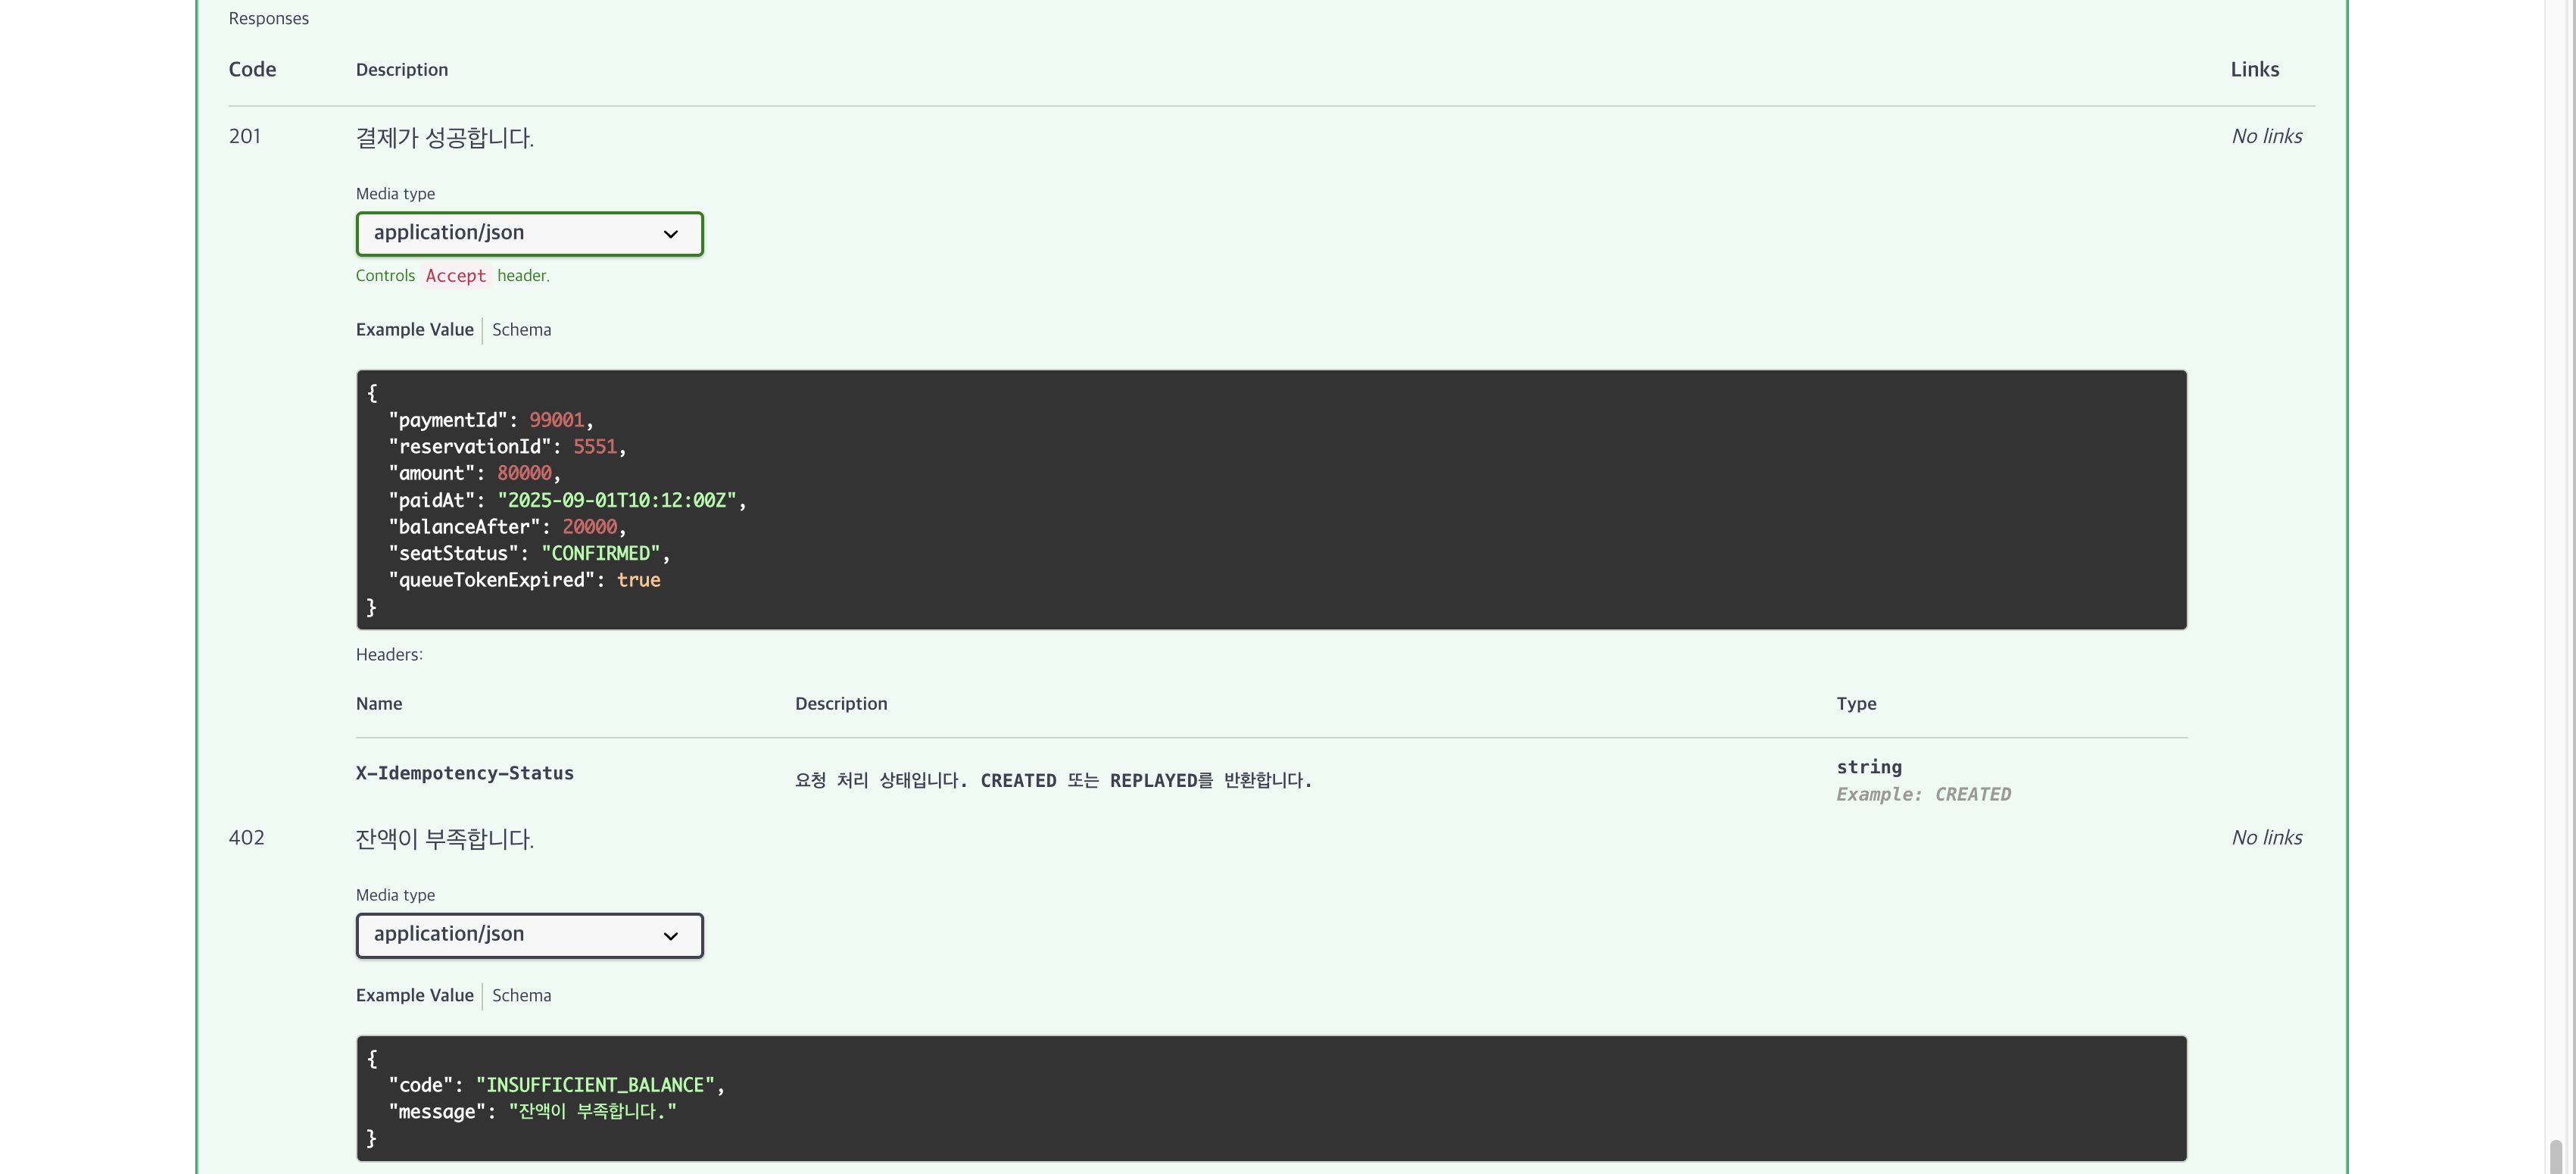 Responses
Code Description Links
201 결제가 성공합니다. No links
Media type
application/json
Controls Accept header.
Example Value Schema
{
"paymentId": 99001,
"reservationId": 5551,
"amount": 80000,
"paidAt": "2025-09-01T10:12:00Z",
"balanceAfter": 20000,
"seatStatus": "CONFIRMED",
"queueTokenExpired": true
}
Headers:
Name Description Type
X-Idempotency-Status 요청 처리 상태입니다. CREATED 또는 REPLAYED를 반환합니다. string
Example: CREATED
402 잔액이 부족합니다. No links
Media type
application/json
Example Value Schema
{
"code": "INSUFFICIENT_BALANCE",
"message": "잔액이 부족합니다."
}